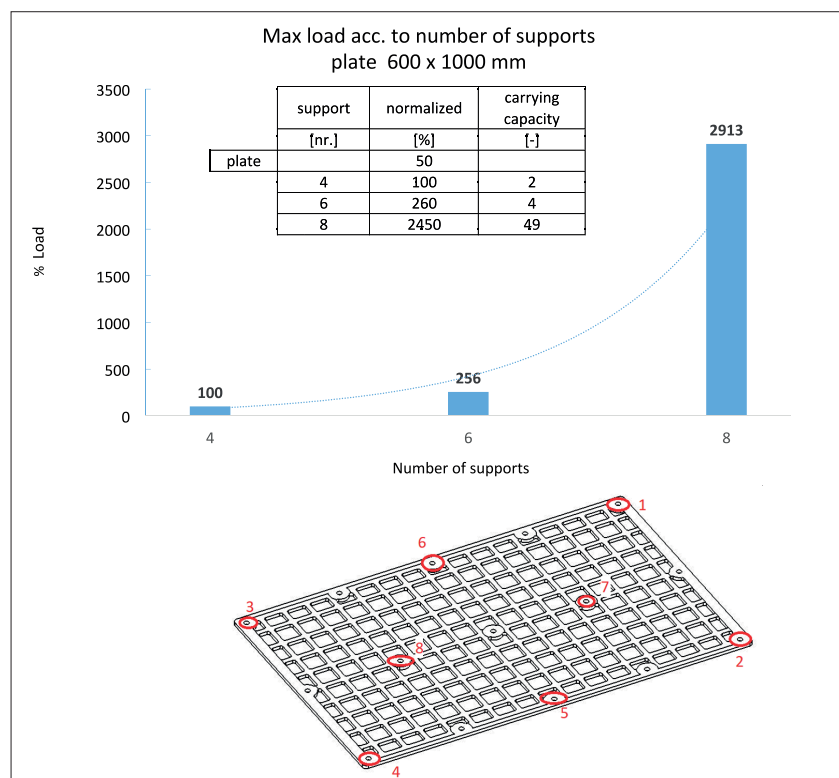 Max load acc. to number of supports
plate 600 x 1000 mm
support normalized carrying capacity
[nr.] [%] [-]
plate 50
4 100 2
6 260 4
8 2450 49
% Load
3500
3000
2500
2000
1500
1000
500
0
100
256
2913
4 6 8
Number of supports
1
6
7
3
8
2
5
4